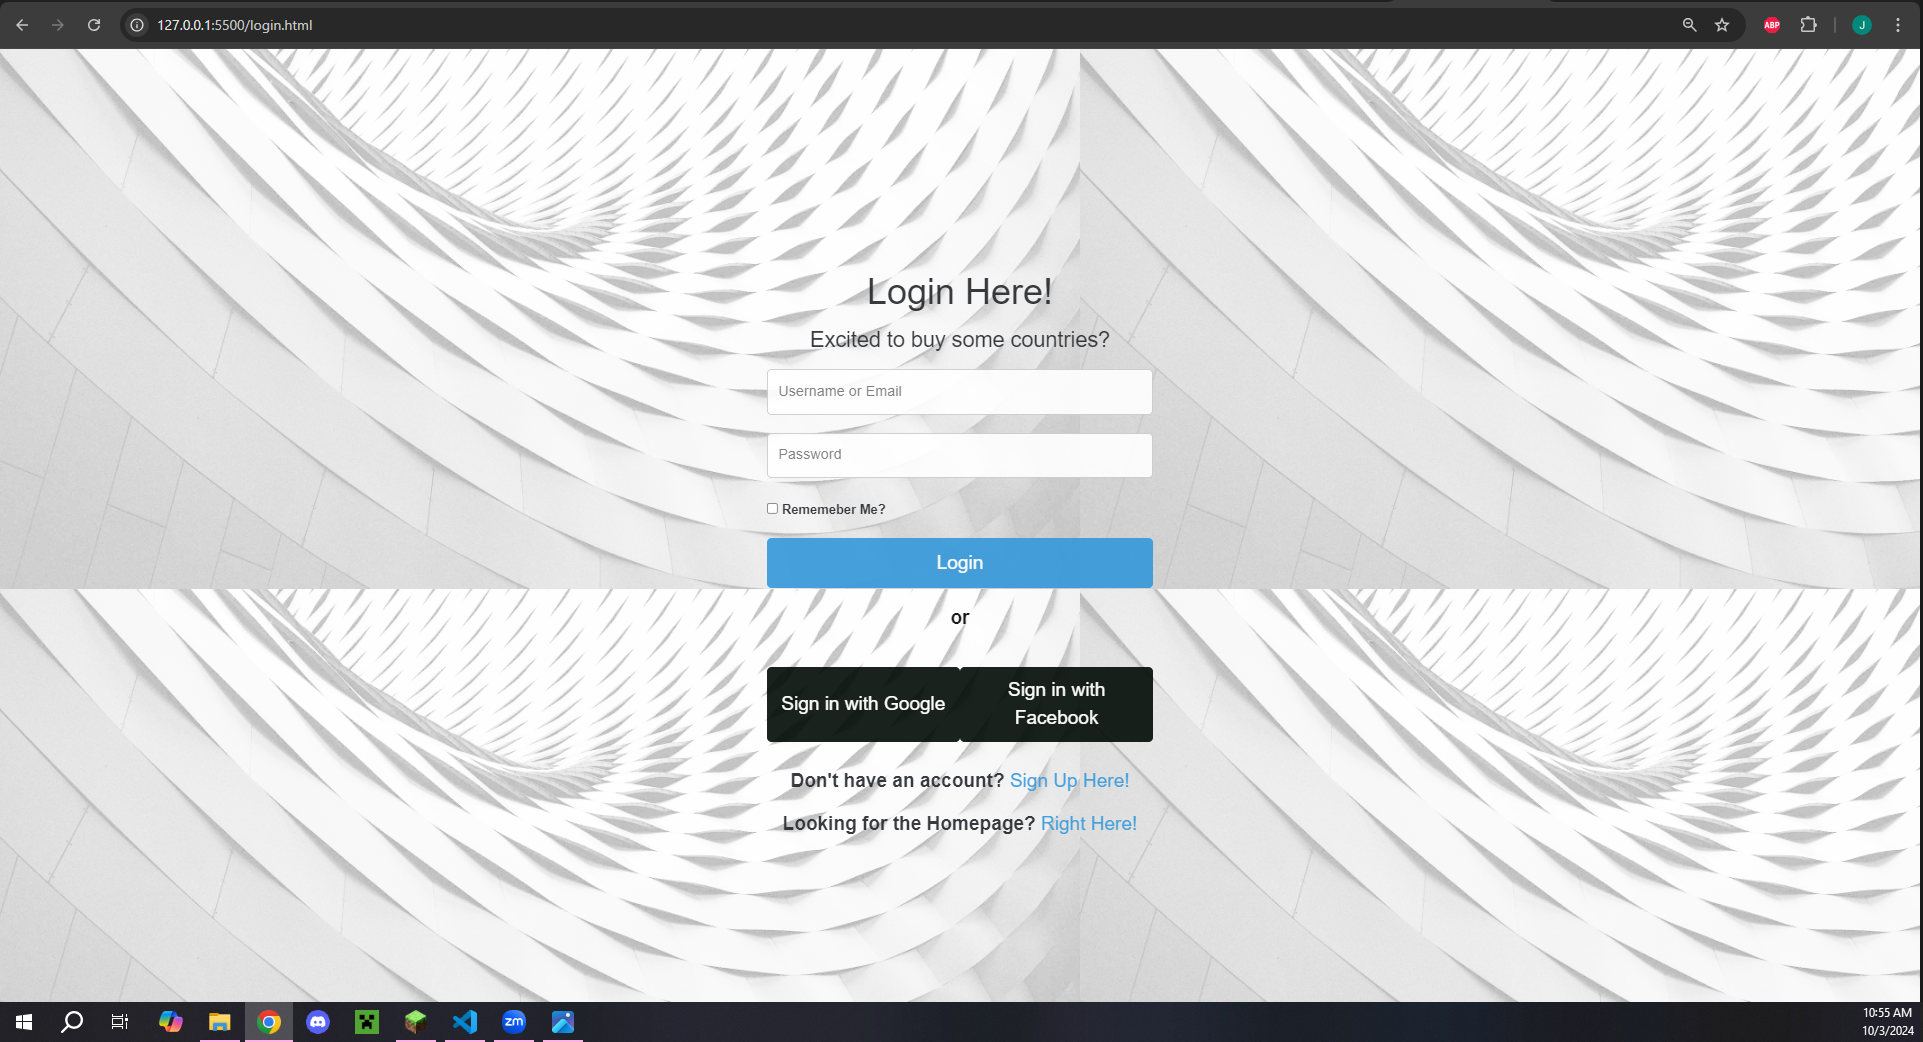 127.0.0.1:5500/login.html
ABP
J
Login Here!
Excited to buy some countries?
Username or Email
Password
Rememeber Me?
Login
or
Sign in with Google
Sign in with
Facebook
Don't have an account? Sign Up Here!
Looking for the Homepage? Right Here!
zm
10:55 AM
10/3/2024